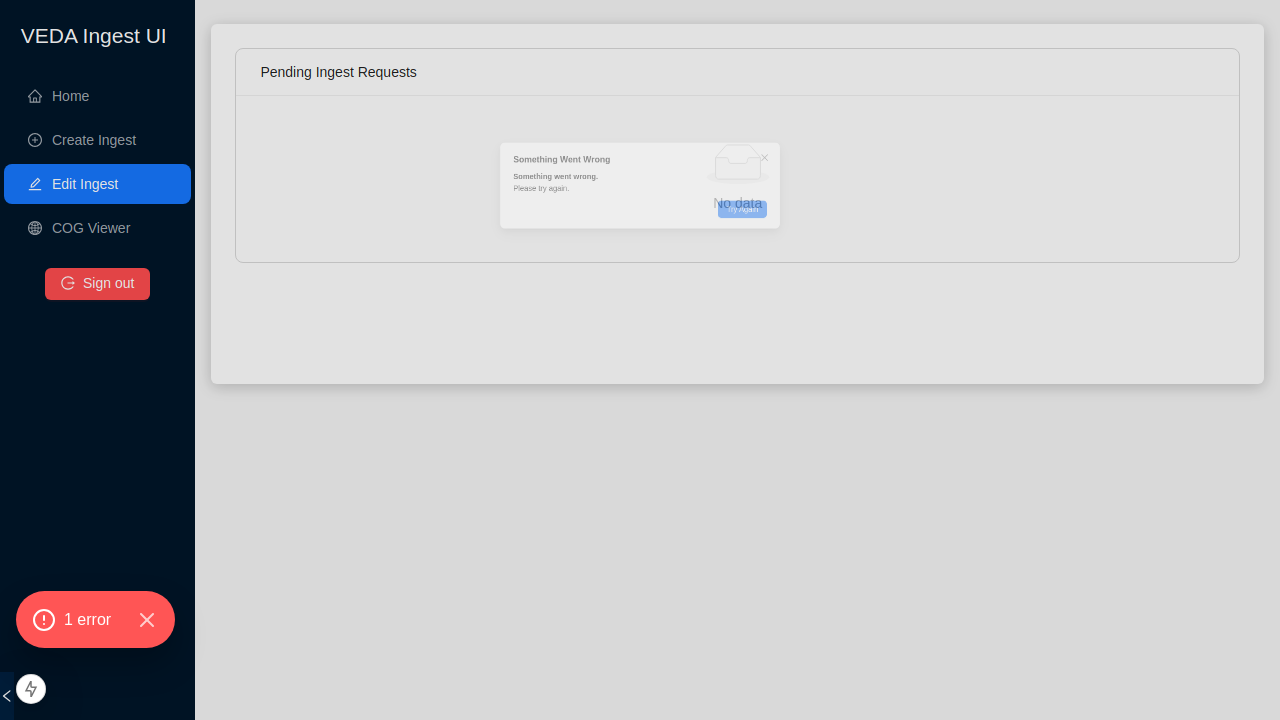 VEDA Ingest UI
Home
Create Ingest
Edit Ingest
COG Viewer
Sign out
Pending Ingest Requests
Something Went Wrong
Something went wrong.
Please try again.
No data
Try Again
1 error